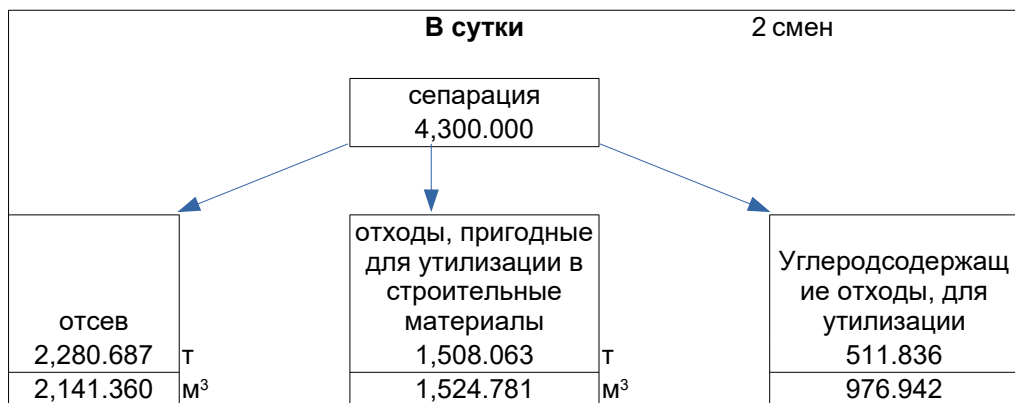 В сутки 2 смен
сепарация
4,300.000
отсев
2,280.687 т
2,141.360 м³
отходы, пригодные
для утилизации в
строительные
материалы
1,508.063 т
1,524.781 м³
Углеродсодержащ
ие отходы, для
утилизации
511.836
976.942